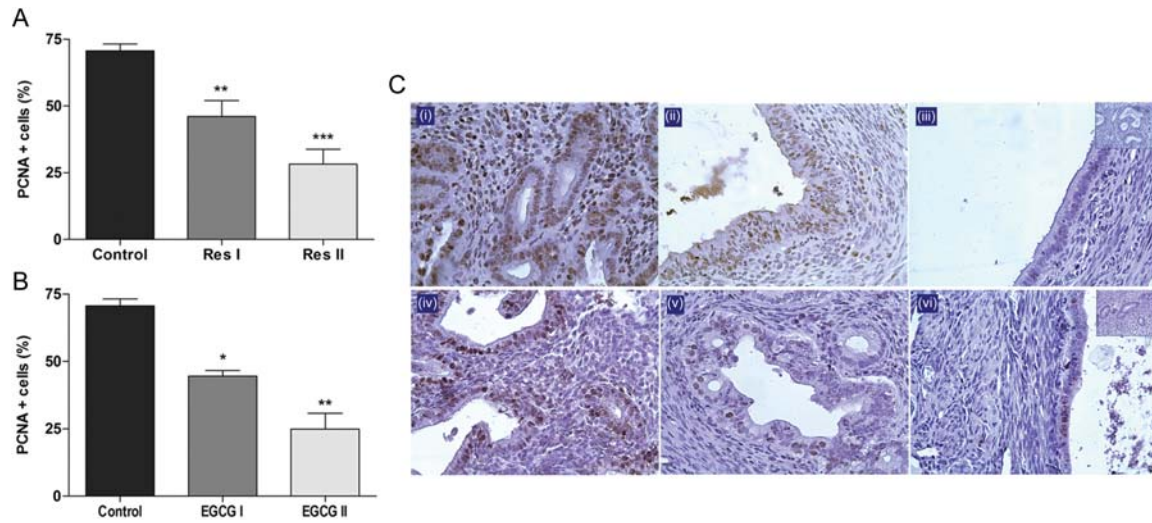 A
PCNA + cells (%)
75
50
25
0
**
***
Control Res I Res II
B
PCNA + cells (%)
75
50
25
0
*
**
Control EGCG I EGCG II
C
(i) (ii) (iii)
(iv) (v) (vi)